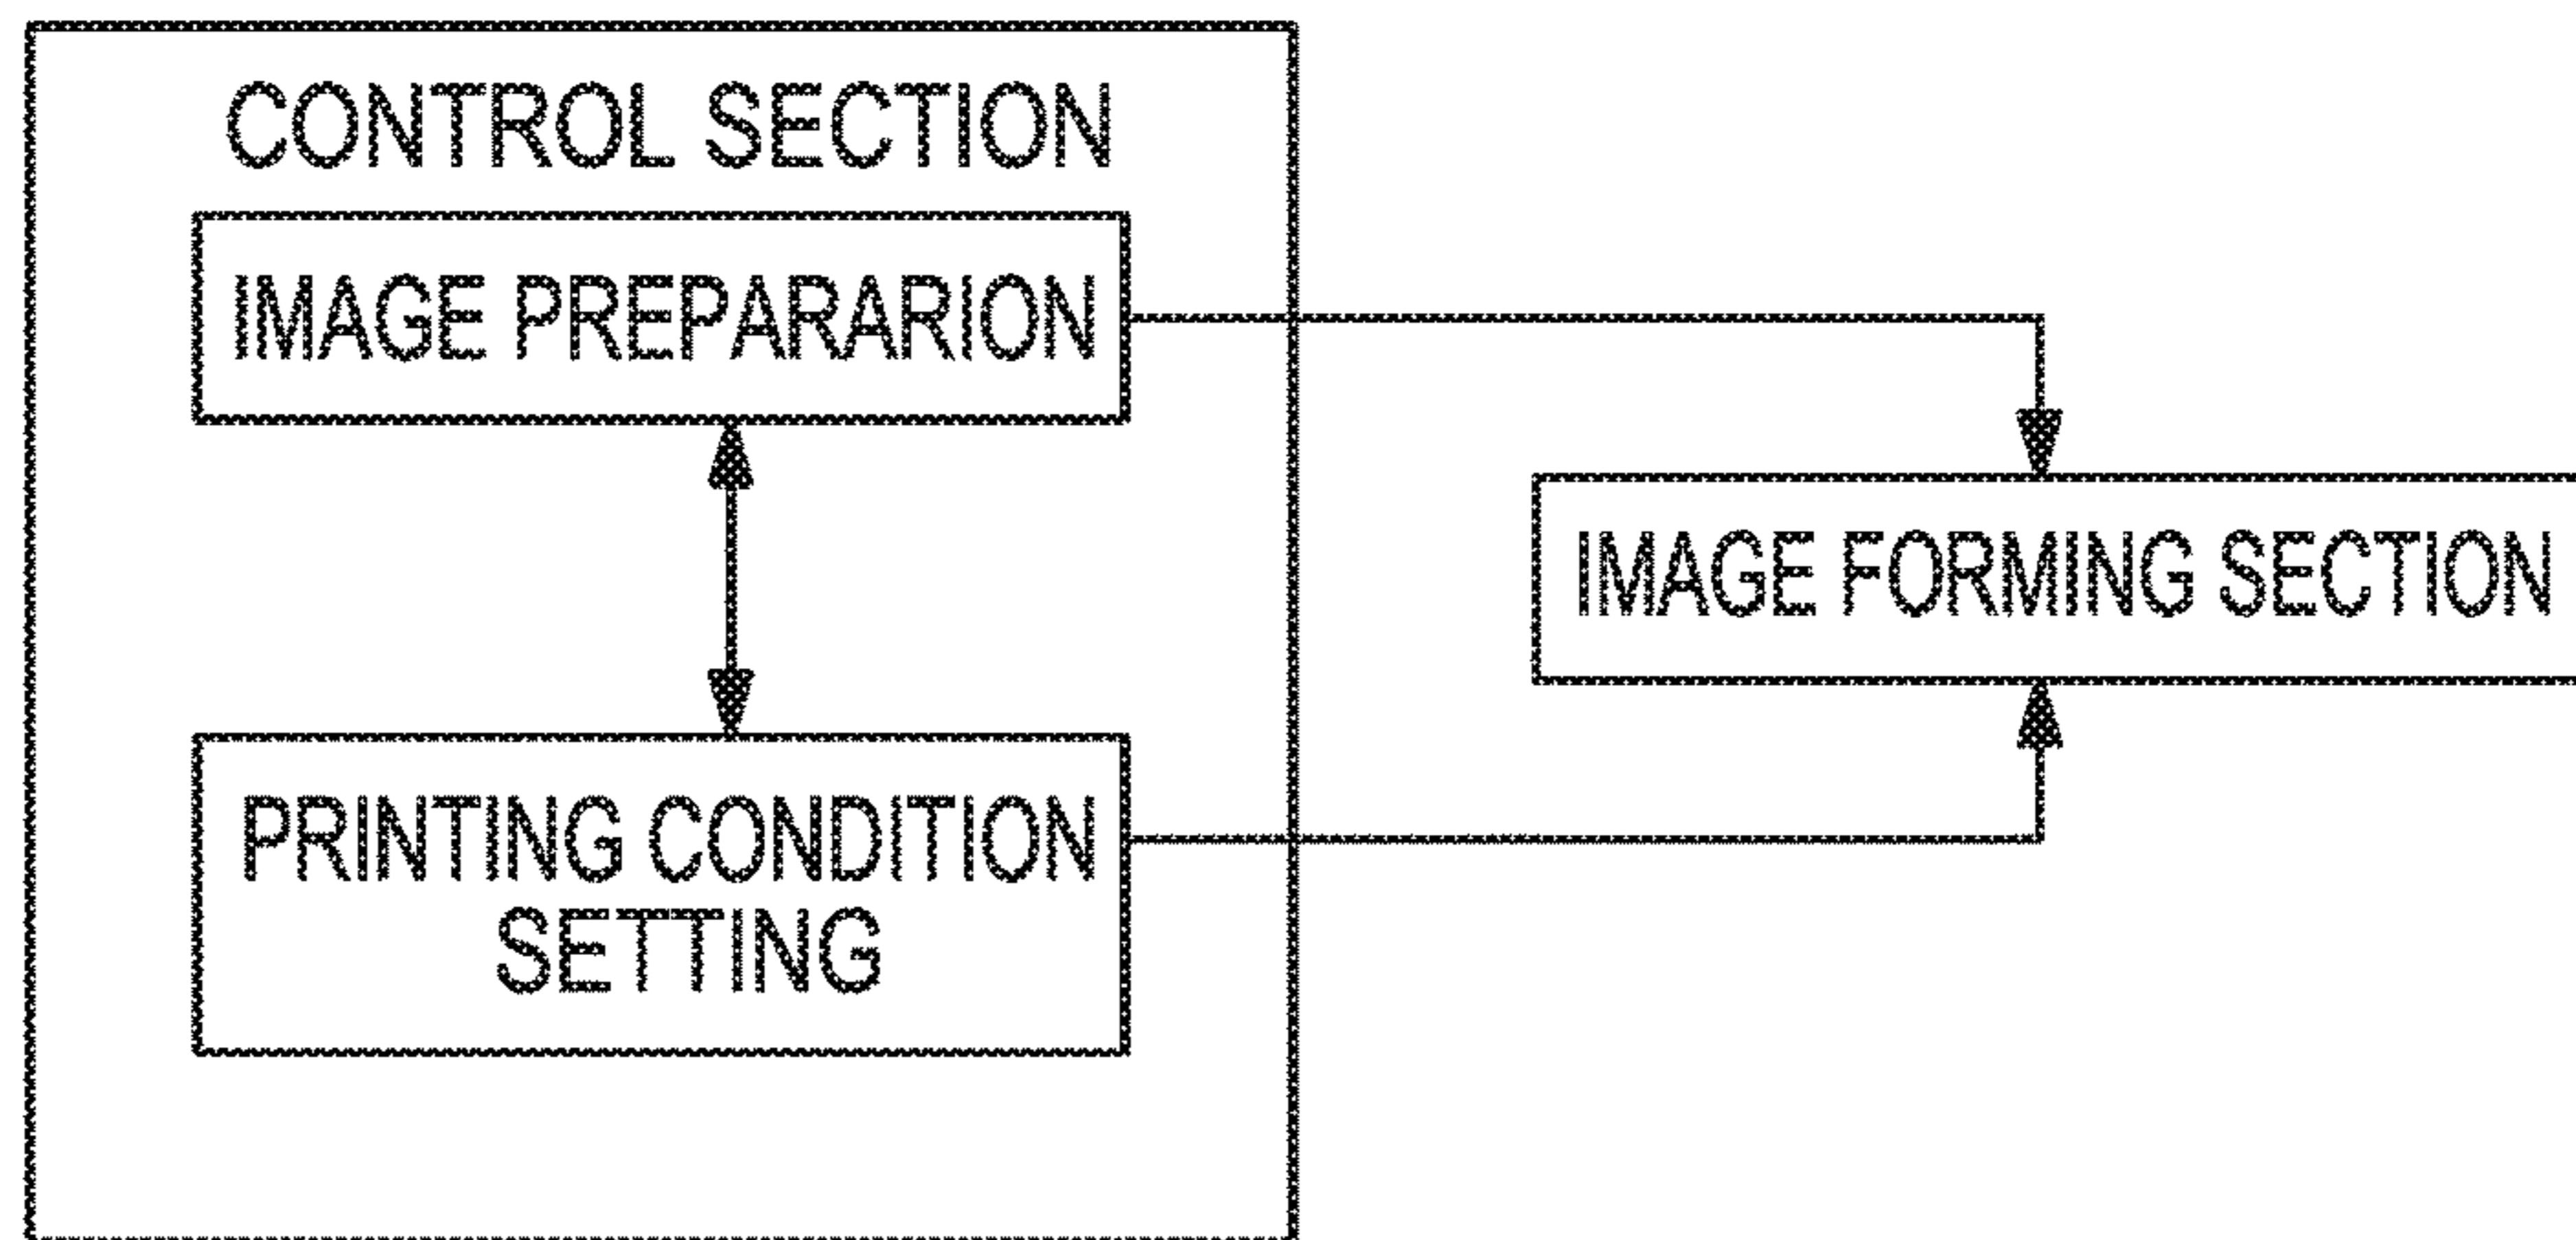 CONTROL SECTION
IMAGE PREPARARION
IMAGE FORMING SECTION
PRINTING CONDITION
SETTING